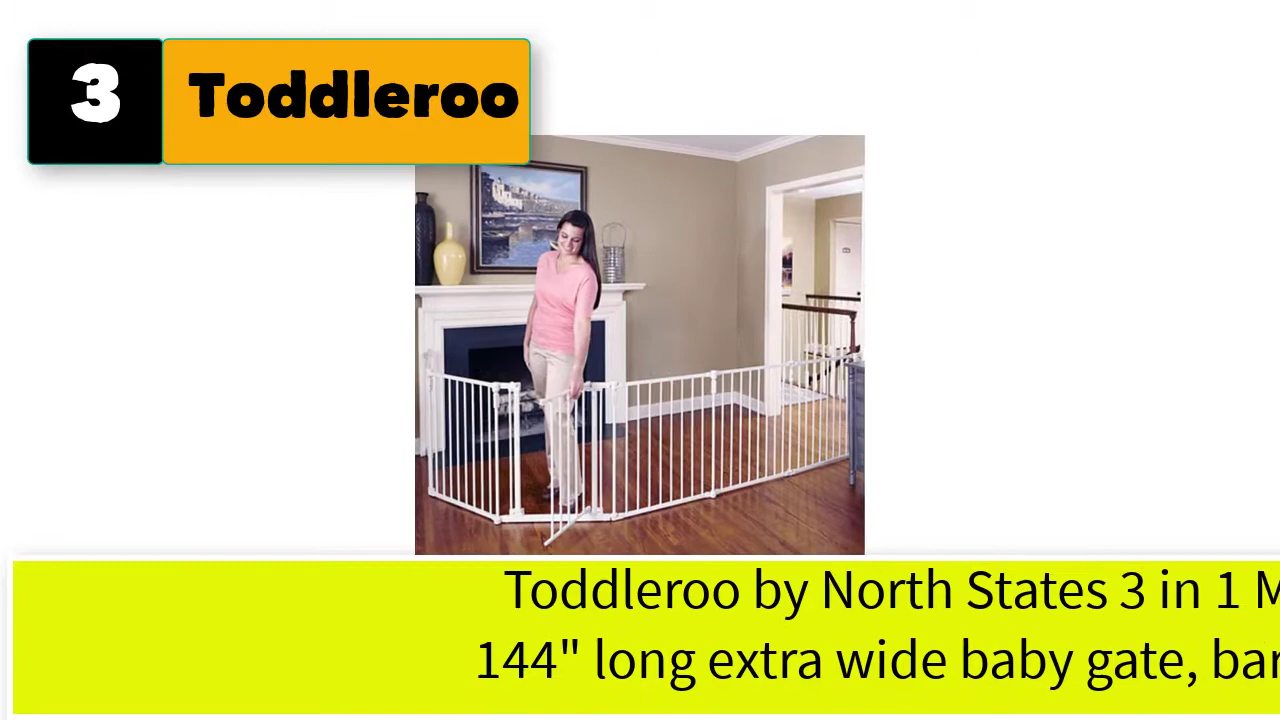 3 Toddleroo
Toddleroo by North States 3 in 1
144" long extra wide baby gate,